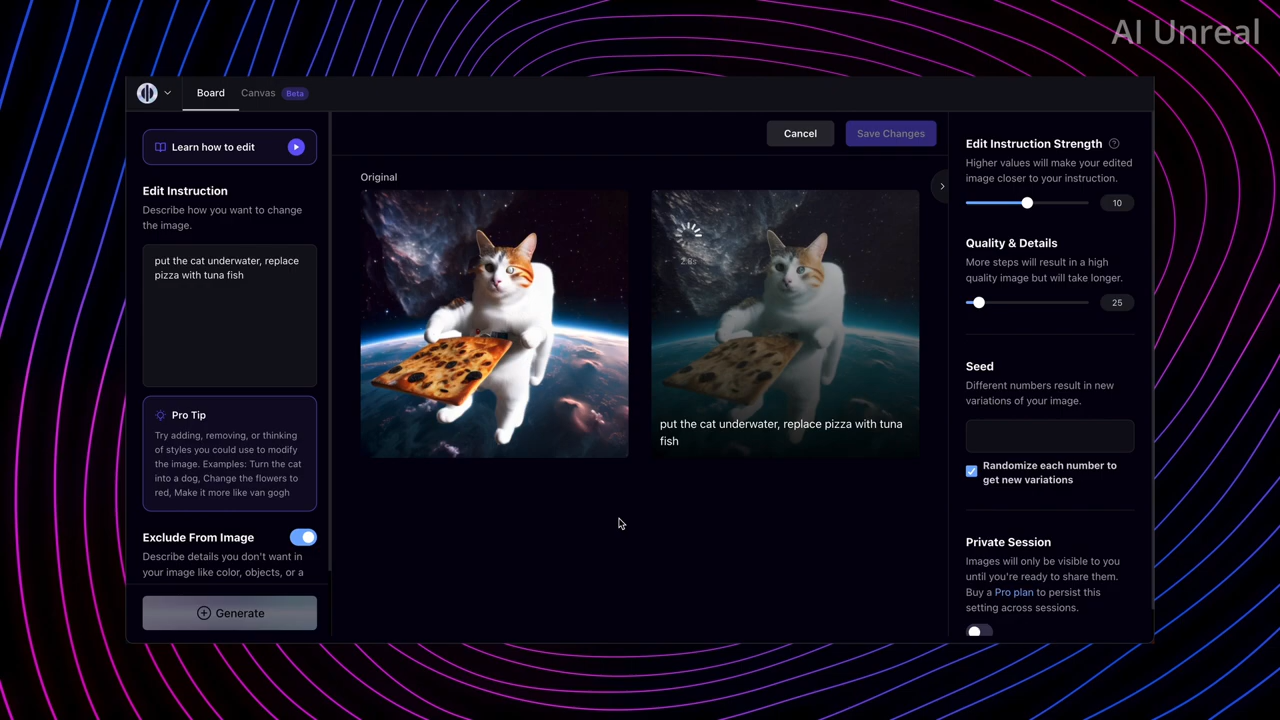 AI Unreal
Board
Canvas
Beta
Learn how to edit
Edit Instruction
Describe how you want to change
the image.
put the cat underwater, replace
pizza with tuna fish
Pro Tip
Try adding, removing, or thinking
of styles you could use to modify
the image. Examples: Turn the cat
into a dog, Change the flowers to
red, Make it more like van gogh
Exclude From Image
Describe details you don't want in
your image like color, objects, or a
Generate
Cancel
Save Changes
Original
2.8s
put the cat underwater, replace pizza with tuna
fish
Edit Instruction Strength
Higher values will make your edited
image closer to your instruction.
10
Quality & Details
More steps will result in a high
quality image but will take longer.
25
Seed
Different numbers result in new
variations of your image.
Randomize each number to
get new variations
Private Session
Images will only be visible to you
until you're ready to share them.
Buy a Pro plan to persist this
setting across sessions.